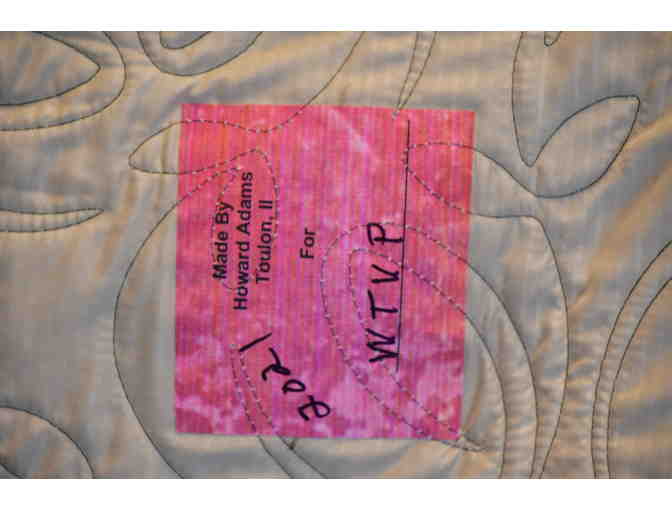 Made By
Howard Adams
Toulon, Il
For
WTVP
2021